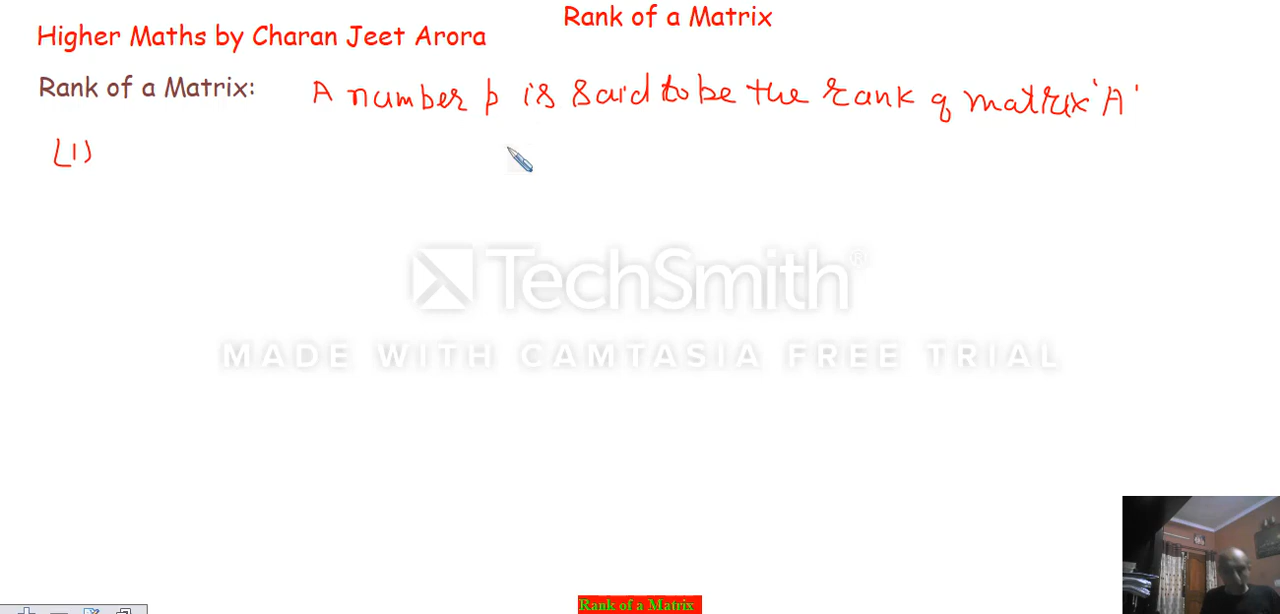 Rank of a Matrix
Higher Maths by Charan Jeet Arora
Rank of a Matrix: A number p is said to be the rank of matrix 'A'
(1)
TechSmith®
MADE WITH CAMTASIA FREE TRIAL
Rank of a Matrix